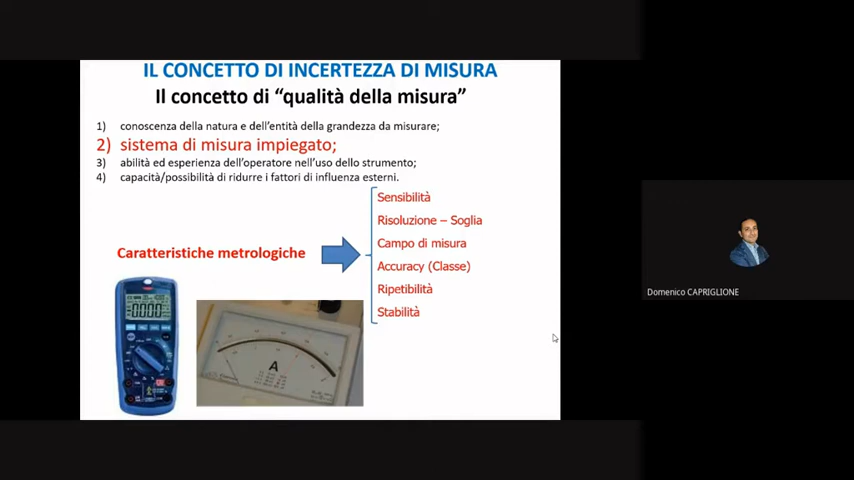 IL CONCETTO DI INCERTEZZA DI MISURA
Il concetto di “qualità della misura”
1) conoscenza della natura e dell’entità della grandezza da misurare;
2) sistema di misura impiegato;
3) abilità ed esperienza dell’operatore nell’uso dello strumento;
4) capacità/possibilità di ridurre i fattori di influenza esterni.
Caratteristiche metrologiche
Sensibilità
Risoluzione – Soglia
Campo di misura
Accuracy (Classe)
Ripetibilità
Stabilità
A
Domenico CAPRIGLIONE